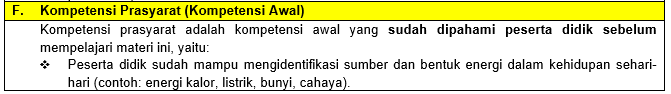 F. Kompetensi Prasyarat (Kompetensi Awal)
Kompetensi prasyarat adalah kompetensi awal yang sudah dipahami peserta didik sebelum
mempelajari materi ini, yaitu:
❖ Peserta didik sudah mampu mengidentifikasi sumber dan bentuk energi dalam kehidupan sehari-
hari (contoh: energi kalor, listrik, bunyi, cahaya).